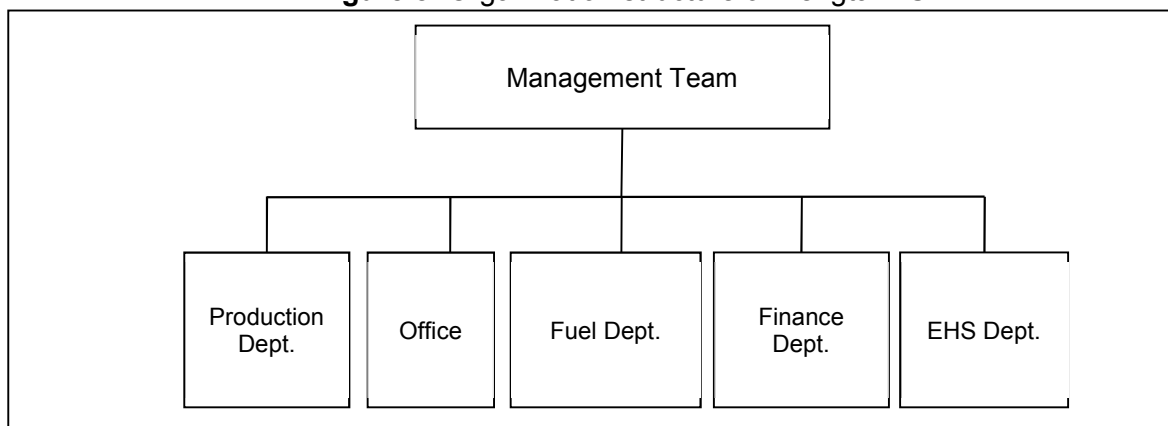 Management Team
Production
Dept.
Office
Fuel Dept.
Finance
Dept.
EHS Dept.